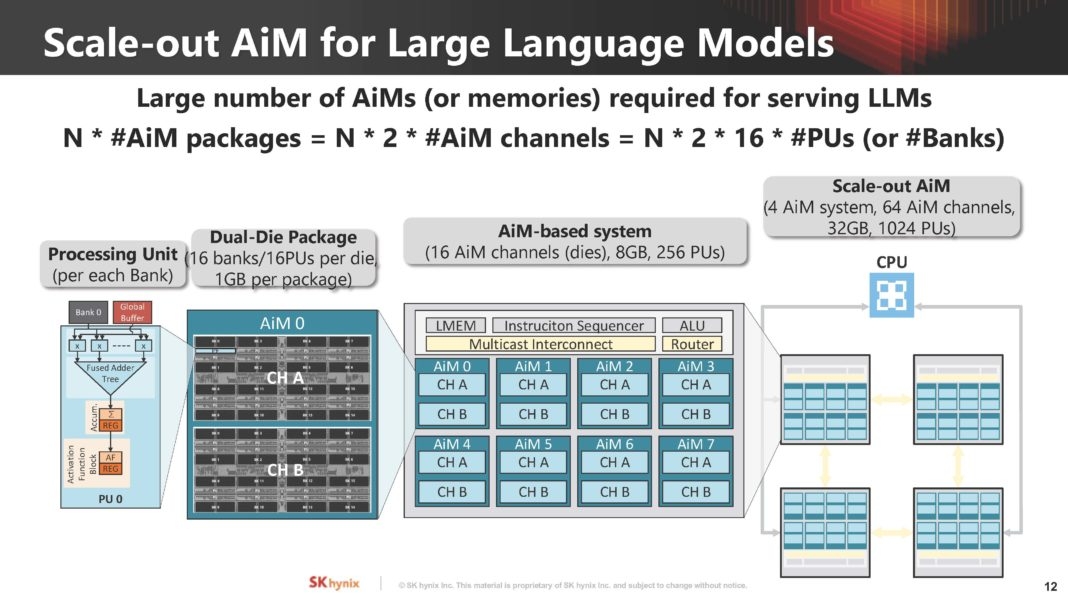 Scale-out AiM for Large Language Models
Large number of AiMs (or memories) required for serving LLMs
N * #AiM packages = N * 2 * #AiM channels = N * 2 * 16 * #PUs (or #Banks)
Processing Unit
(per each Bank)
Dual-Die Package
(16 banks/16PUs per die,
1GB per package)
AiM-based system
(16 AiM channels (dies), 8GB, 256 PUs)
Scale-out AiM
(4 AiM system, 64 AiM channels,
32GB, 1024 PUs)
CPU
Bank 0
Global
Buffer
x x x
Fused Adder
Tree
Accum.
Σ
REG
Activation
Function
Block
AF
REG
PU 0
AiM 0
CH A
CH B
LMEM Instruciton Sequencer ALU
Multicast Interconnect Router
AiM 0 AiM 1 AiM 2 AiM 3
CH A CH A CH A CH A
CH B CH B CH B CH B
AiM 4 AiM 5 AiM 6 AiM 7
CH A CH A CH A CH A
CH B CH B CH B CH B
SK hynix
© SK hynix Inc. This material is proprietary of SK hynix Inc. and subject to change without notice.
12